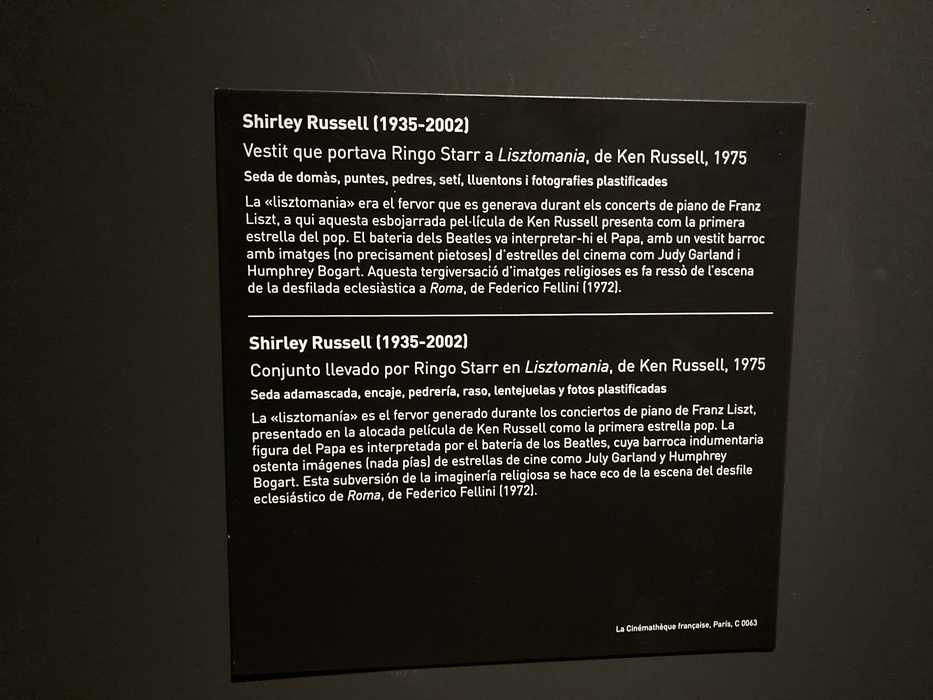 Shirley Russell (1935-2002)
Vestit que portava Ringo Starr a Lisztomania, de Ken Russell, 1975
Seda de domàs, puntes, pedres, setí, lluentons i fotografies plastificades
La «lisztomania» era el fervor que es generava durant els concerts de piano de Franz
Liszt, a qui aquesta esbojarrada pel·lícula de Ken Russell presenta com la primera
estrella del pop. El bateria dels Beatles va interpretar-hi el Papa, amb un vestit barroc
amb imatges (no precisament pietoses) d'estrelles del cinema com Judy Garland i
Humphrey Bogart. Aquesta tergiversació d'imatges religioses es fa ressò de l'escena
de la desfilada eclesiàstica a Roma, de Federico Fellini (1972).
Shirley Russell (1935-2002)
Conjunto llevado por Ringo Starr en Lisztomania, de Ken Russell, 1975
Seda adamascada, encaje, pedrería, raso, lentejuelas y fotos plastificadas
La «lisztomanía» es el fervor generado durante los conciertos de piano de Franz Liszt,
presentado en la alocada película de Ken Russell como la primera estrella pop. La
figura del Papa es interpretada por el batería de los Beatles, cuya barroca indumentaria
ostenta imágenes (nada pías) de estrellas de cine como July Garland y Humphrey
Bogart. Esta subversión de la imaginería religiosa se hace eco de la escena del desfile
eclesiástico de Roma, de Federico Fellini (1972).
La Cinémathèque française, París, C 0063